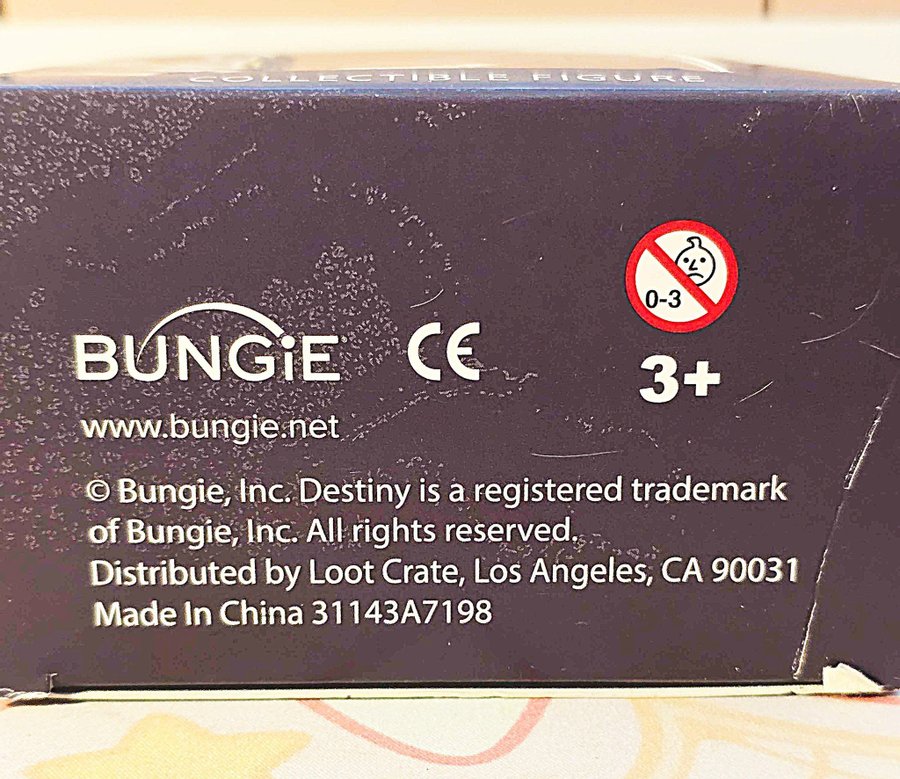 COLLECTIBLE FIGURE
BUNGiE
CE
0-3
3+
www.bungie.net
© Bungie, Inc. Destiny is a registered trademark
of Bungie, Inc. All rights reserved.
Distributed by Loot Crate, Los Angeles, CA 90031
Made In China 31143A7198